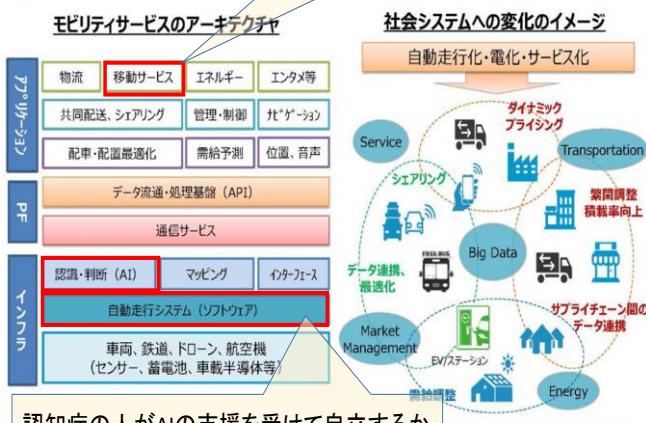 モビリティサービスのアーキテクチャ
アプリケーション
物流
移動サービス
エネルギー
エンタメ等
共同配送、シェアリング
管理・制御
ナビゲーション
配車・配置最適化
需給予測
位置、音声
PF
データ流通・処理基盤（API）
通信サービス
インフラ
認識・判断（AI）
マッピング
インターフェース
自動走行システム（ソフトウェア）
車両、鉄道、ドローン、航空機
（センサー、蓄電池、車載半導体等）
認知症の人がAIの支援を受けて自立するか
社会システムへの変化のイメージ
自動走行化・電化・サービス化
ダイナミック
プライシング
Service
Transportation
シェアリング
繁閑調整
積載率向上
FREE BUS
Big Data
データ連携、
最適化
サプライチェーン間の
データ連携
Market
Management
EV/ステーション
需給調整
Energy